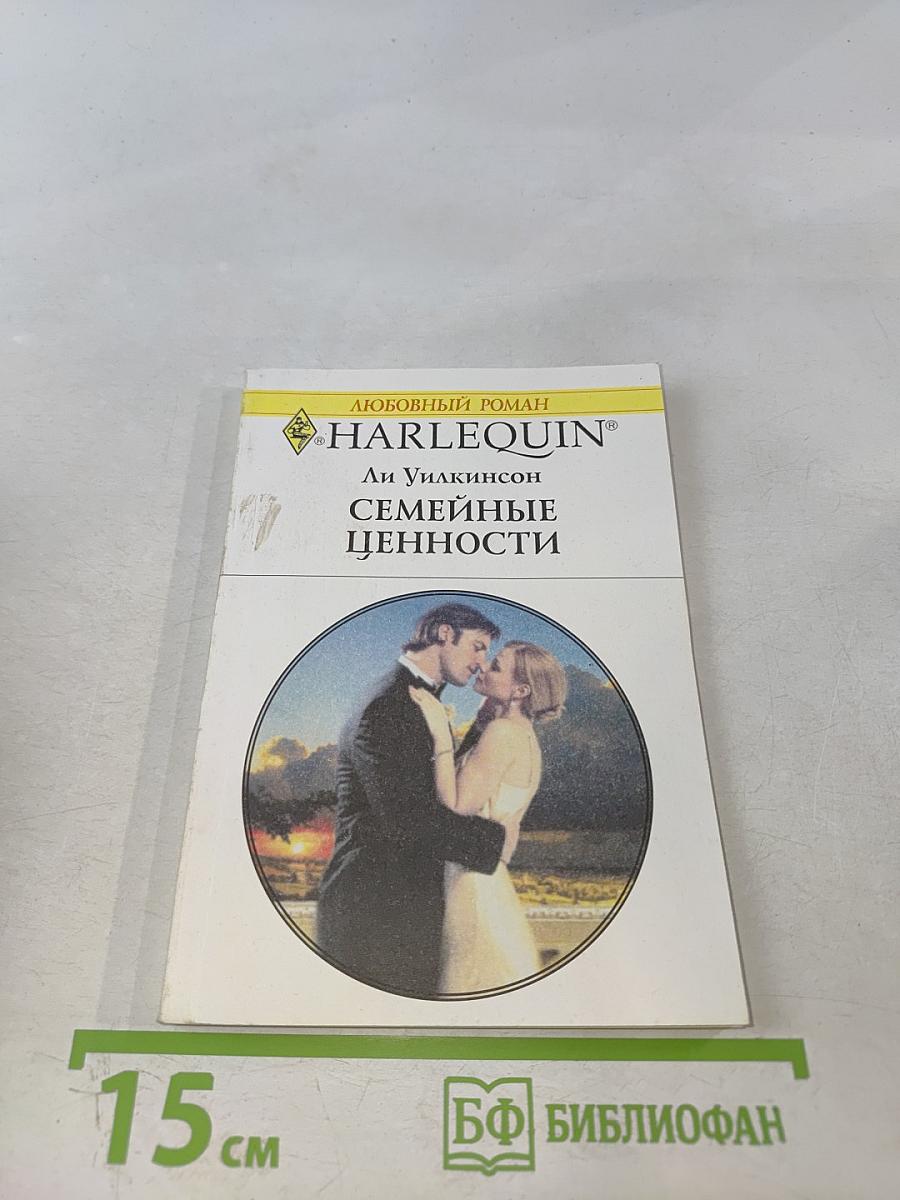 ЛЮБОВНЫЙ РОМАН
® HARLEQUIN®
Ли Уилкинсон
СЕМЕЙНЫЕ
ЦЕННОСТИ
15 см
БФ БИБЛИОФАН